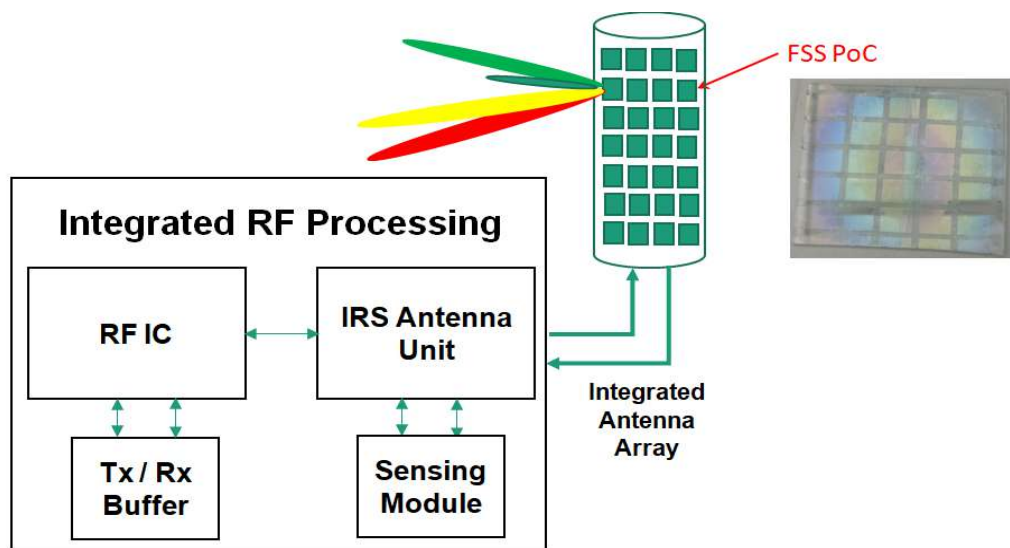 FSS PoC
Integrated RF Processing
RF IC
IRS Antenna
Unit
Tx / Rx
Buffer
Sensing
Module
Integrated
Antenna
Array